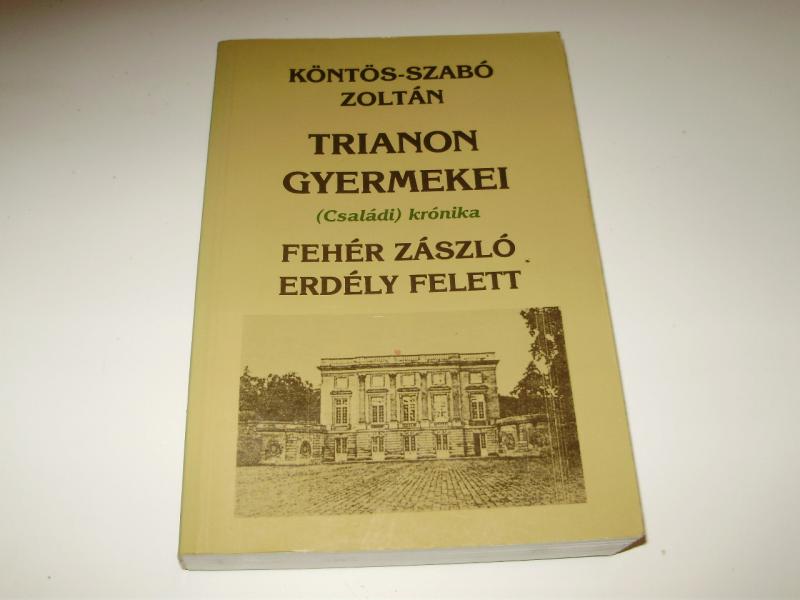 KÖNTÖS-SZABÓ
ZOLTÁN
TRIANON
GYERMEKEI
(Családi) krónika
FEHÉR ZÁSZLÓ
ERDÉLY FELETT